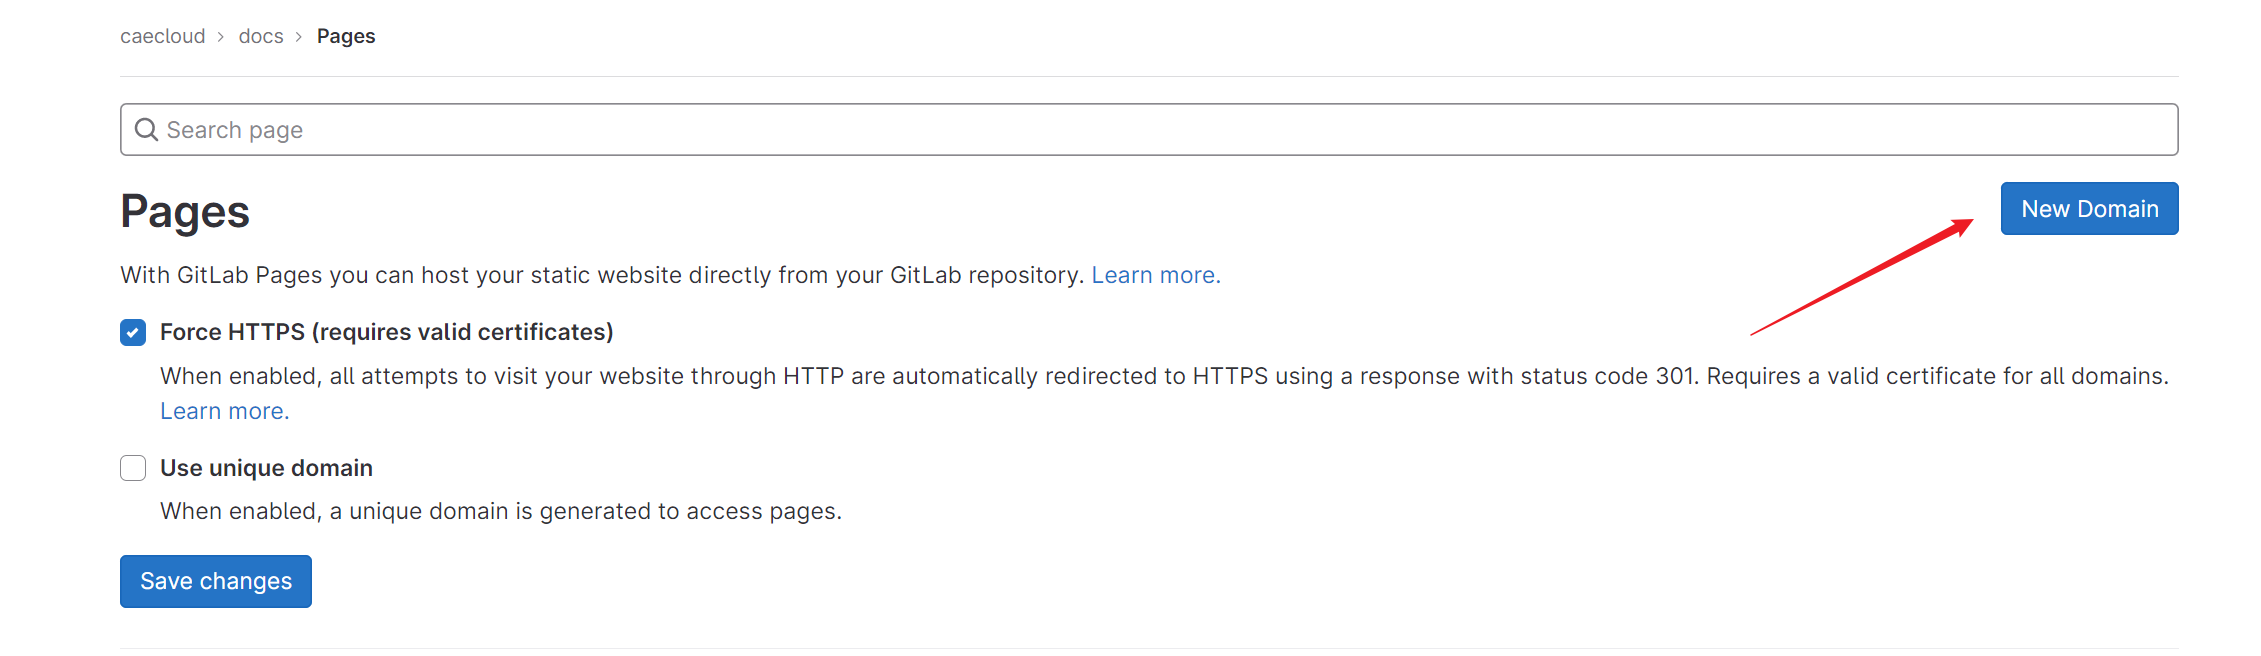 caecloud > docs > Pages
Search page
Pages
New Domain
With GitLab Pages you can host your static website directly from your GitLab repository. Learn more.
Force HTTPS (requires valid certificates)
When enabled, all attempts to visit your website through HTTP are automatically redirected to HTTPS using a response with status code 301. Requires a valid certificate for all domains.
Learn more.
Use unique domain
When enabled, a unique domain is generated to access pages.
Save changes